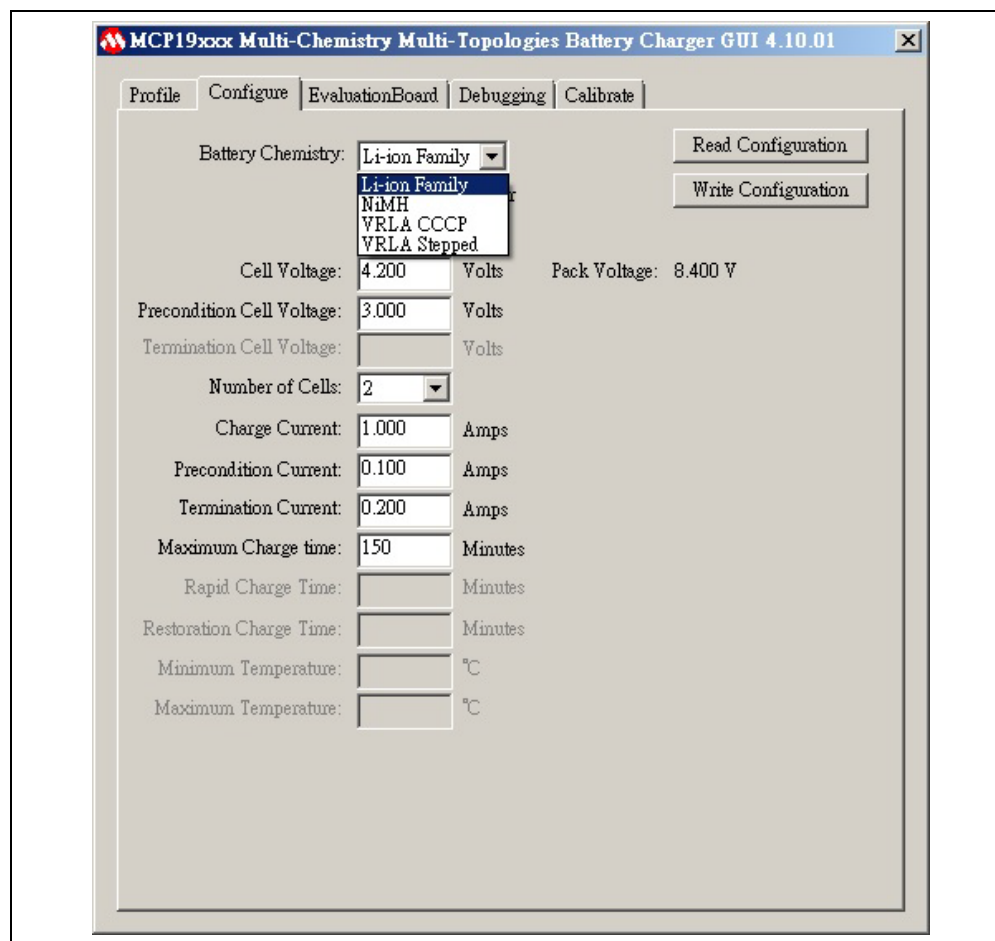 MCP19xxx Multi-Chemistry Multi-Topologies Battery Charger GUI 4.10.01
Profile Configure EvaluationBoard Debugging Calibrate
Battery Chemistry: Li-ion Family Read Configuration
Li-ion Family Write Configuration
NiMH
VRLA CCCP
VRLA Stepped
Cell Voltage: 4.200 Volts Pack Voltage: 8.400 V
Precondition Cell Voltage: 3.000 Volts
Termination Cell Voltage: Volts
Number of Cells: 2
Charge Current: 1.000 Amps
Precondition Current: 0.100 Amps
Termination Current: 0.200 Amps
Maximum Charge time: 150 Minutes
Rapid Charge Time: Minutes
Restoration Charge Time: Minutes
Minimum Temperature: °C
Maximum Temperature: °C